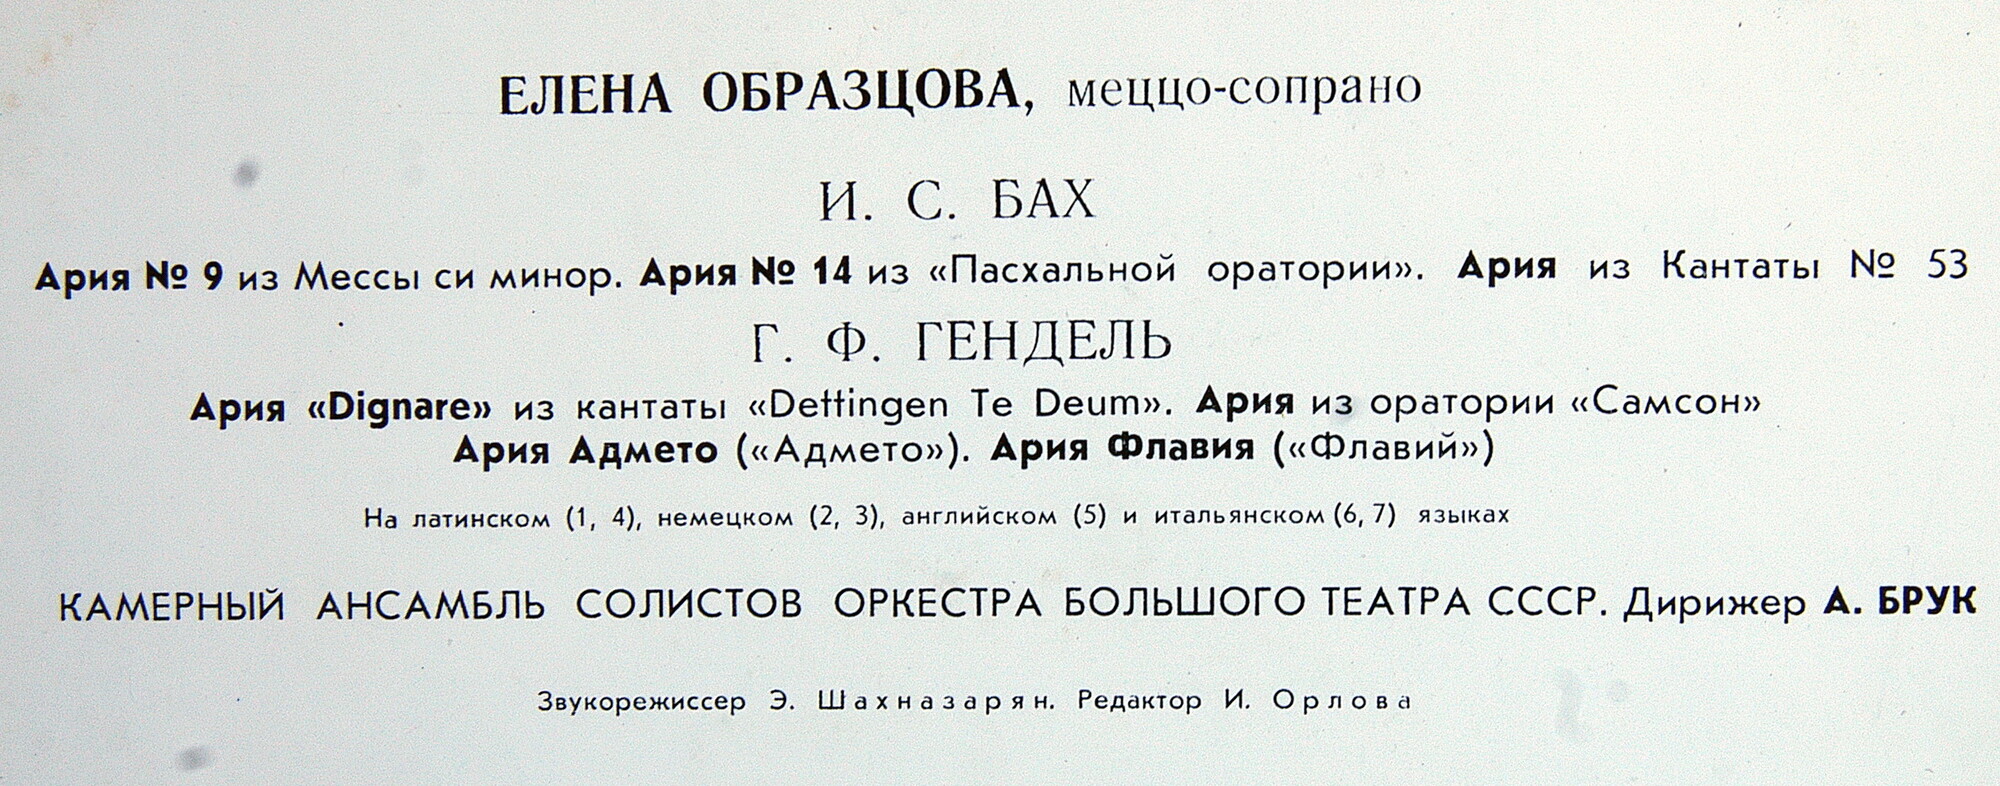 ЕЛЕНА ОБРАЗЦОВА, меццо-сопрано
И. С. БАХ
Ария № 9 из Мессы си минор. Ария № 14 из «Пасхальной оратории». Ария из Кантаты № 53
Г. Ф. ГЕНДЕЛЬ
Ария «Dignare» из кантаты «Dettingen Te Deum». Ария из оратории «Самсон»
Ария Адмето («Адмето»). Ария Флавия («Флавий»)
На латинском (1, 4), немецком (2, 3), английском (5) и итальянском (6, 7) языках
КАМЕРНЫЙ АНСАМБЛЬ СОЛИСТОВ ОРКЕСТРА БОЛЬШОГО ТЕАТРА СССР. Дирижер А. БРУК
Звукорежиссер Э. Шахназарян. Редактор И. Орлова